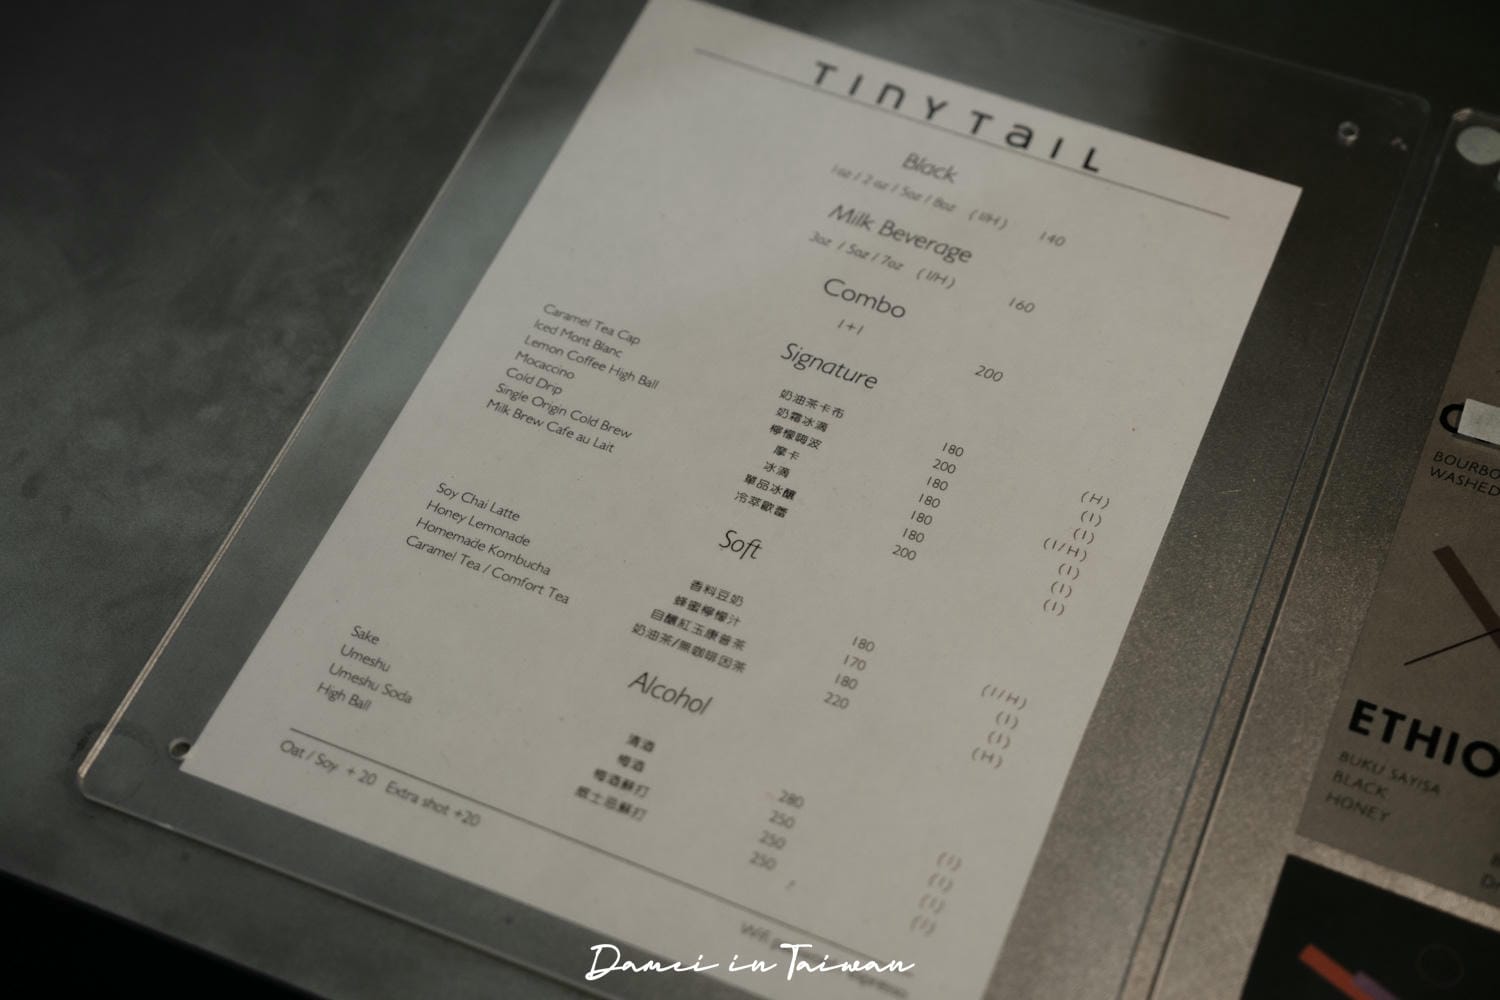 TINY TAIL
Black
1oz / 2 oz / 5oz / 8oz (I/H) 140
Milk Beverage
3oz / 5oz / 7oz (I/H) 160
Combo
1+1 200
Signature
Caramel Tea Cap 奶油茶卡布 180 (H)
Iced Mont Blanc 奶霜冰滴 200 (I)
Lemon Coffee High Ball 檸檬嗨波 180 (I)
Mocaccino 摩卡 180 (I/H)
Cold Drip 冰滴 180 (I)
Single Origin Cold Brew 單品冰釀 180 (I)
Milk Brew Cafe au Lait 冷萃歐蕾 200 (I)
Soft
Soy Chai Latte 香料豆奶 180 (I/H)
Honey Lemonade 蜂蜜檸檬汁 170 (I)
Homemade Kombucha 自釀紅玉康普茶 180 (I)
Caramel Tea / Comfort Tea 奶油茶/無咖啡因茶 220 (H)
Alcohol
Sake 清酒 280 (I)
Umeshu 梅酒 250 (I)
Umeshu Soda 梅酒蘇打 250 (I)
High Ball 威士忌蘇打 250 (I)
Oat / Soy + 20 Extra shot +20
Wifi
BOURBO
WASHED
ETHIO
BUKU SAYISA
BLACK
HONEY
Damei in Taiwan